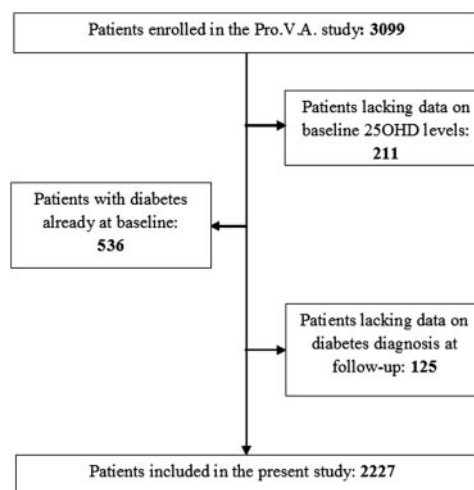 Patients enrolled in the Pro.V.A. study: 3099
Patients lacking data on
baseline 25OHD levels:
211
Patients with diabetes
already at baseline:
536
Patients lacking data on
diabetes diagnosis at
follow-up: 125
Patients included in the present study: 2227